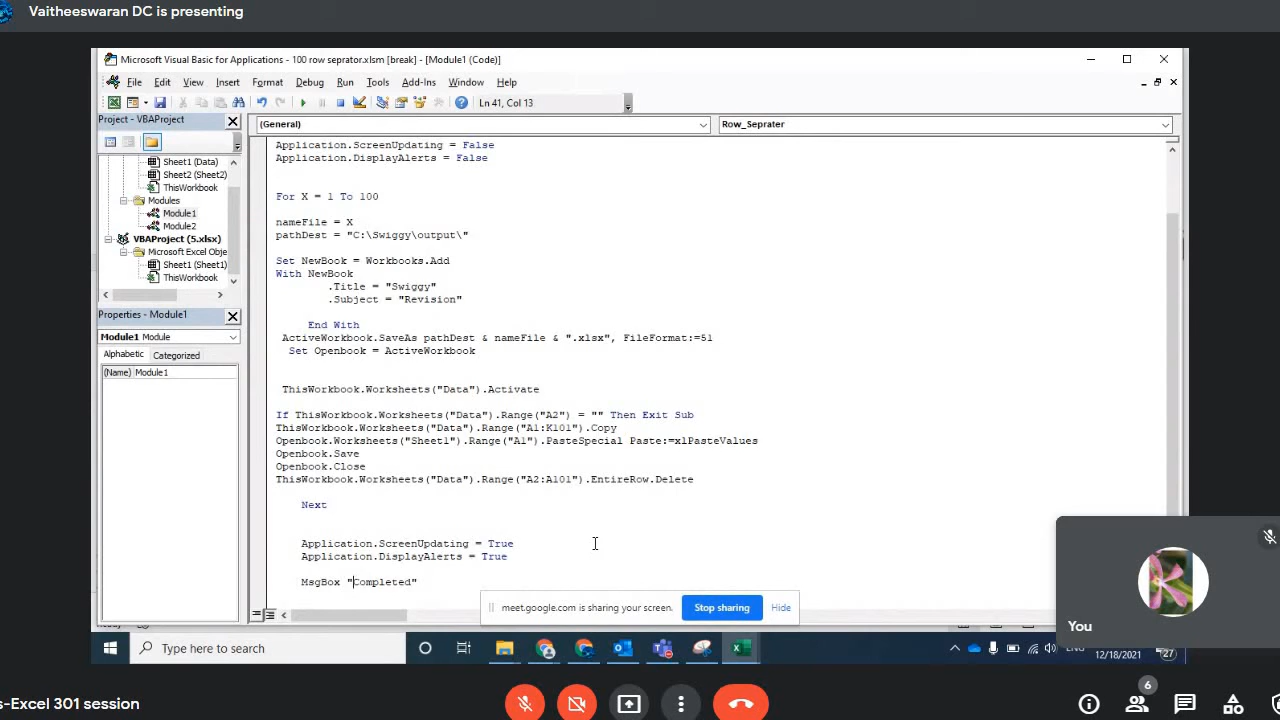 Vaitheeswaran DC is presenting
Microsoft Visual Basic for Applications - 100 row seprator.xlsm [break] - [Module1 (Code)]
File Edit View Insert Format Debug Run Tools Add-Ins Window Help
Ln 41, Col 13
Project - VBAProject
(General)
Row_Seprater
Sheet1 (Data)
Sheet2 (Sheet2)
ThisWorkbook
Modules
Module1
Module2
VBAProject (5.xlsx)
Microsoft Excel Obje
Sheet1 (Sheet1)
ThisWorkbook
Properties - Module1
Module1 Module
Alphabetic Categorized
(Name) Module1
Application.ScreenUpdating = False
Application.DisplayAlerts = False
For X = 1 To 100
nameFile = X
pathDest = "C:\Swiggy\output\"
Set NewBook = Workbooks.Add
With NewBook
.Title = "Swiggy"
.Subject = "Revision"
End With
ActiveWorkbook.SaveAs pathDest & nameFile & ".xlsx", FileFormat:=51
Set Openbook = ActiveWorkbook
ThisWorkbook.Worksheets("Data").Activate
If ThisWorkbook.Worksheets("Data").Range("A2") = "" Then Exit Sub
ThisWorkbook.Worksheets("Data").Range("A1:K101").Copy
Openbook.Worksheets("Sheet1").Range("A1").PasteSpecial Paste:=xlPasteValues
Openbook.Save
Openbook.Close
ThisWorkbook.Worksheets("Data").Range("A2:A101").EntireRow.Delete
Next
Application.ScreenUpdating = True
Application.DisplayAlerts = True
MsgBox "Completed"
meet.google.com is sharing your screen. Stop sharing Hide
You
Type here to search
12/18/2021
27
s-Excel 301 session
6